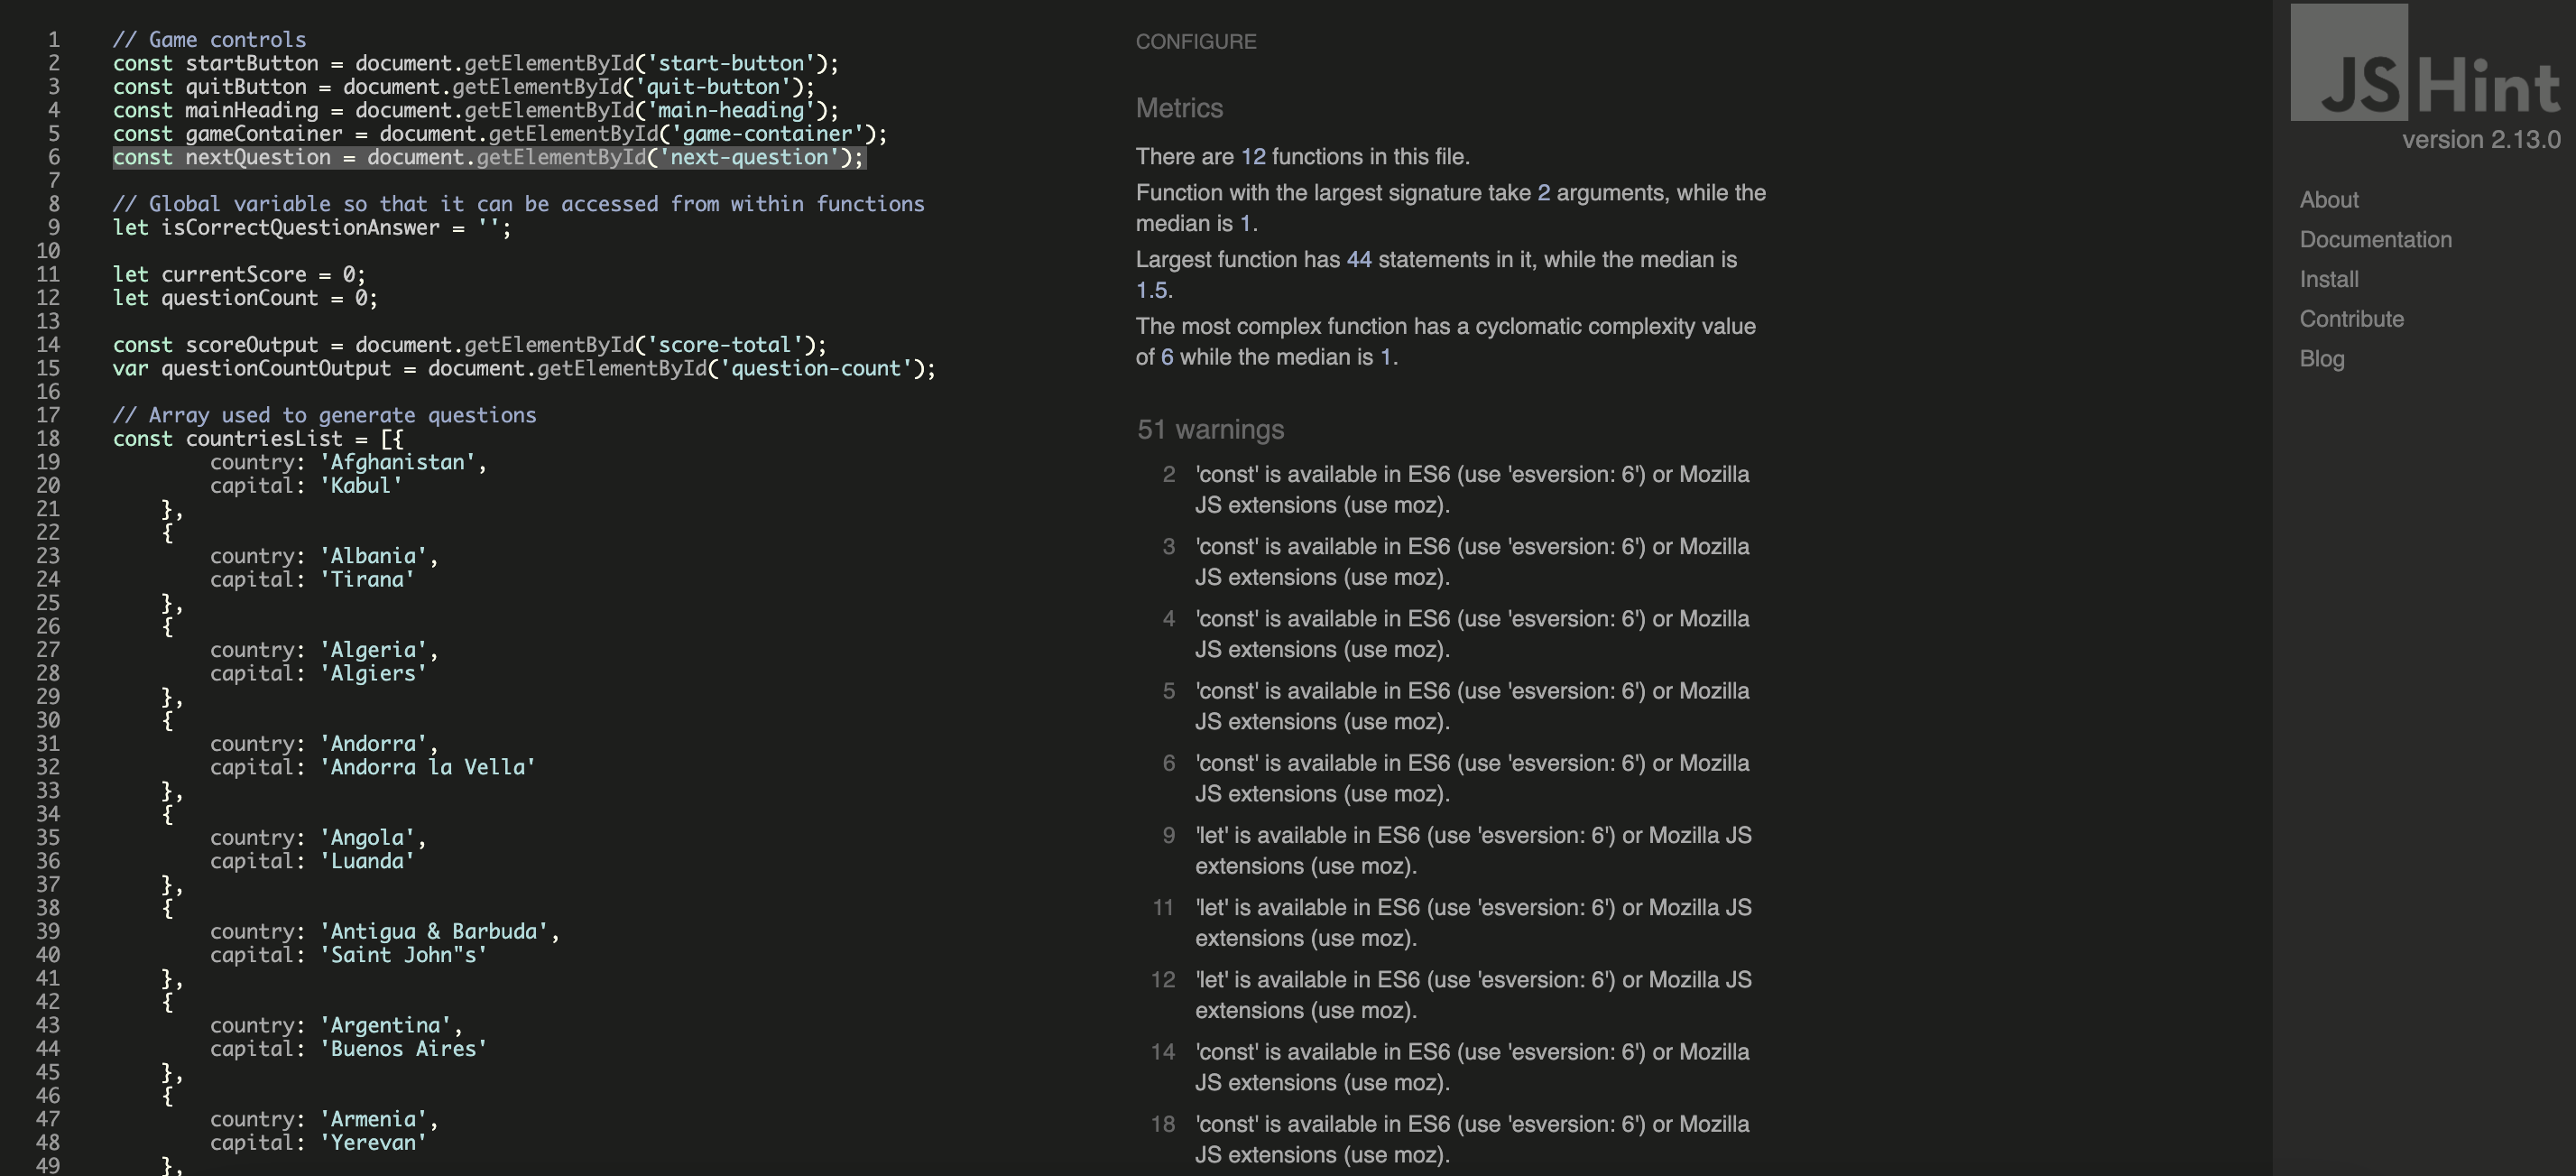 1 // Game controls
2 const startButton = document.getElementById('start-button');
3 const quitButton = document.getElementById('quit-button');
4 const mainHeading = document.getElementById('main-heading');
5 const gameContainer = document.getElementById('game-container');
6 const nextQuestion = document.getElementById('next-question');
7
8 // Global variable so that it can be accessed from within functions
9 let isCorrectQuestionAnswer = '';
10
11 let currentScore = 0;
12 let questionCount = 0;
13
14 const scoreOutput = document.getElementById('score-total');
15 var questionCountOutput = document.getElementById('question-count');
16
17 // Array used to generate questions
18 const countriesList = [{
19 country: 'Afghanistan',
20 capital: 'Kabul'
21 },
22 {
23 country: 'Albania',
24 capital: 'Tirana'
25 },
26 {
27 country: 'Algeria',
28 capital: 'Algiers'
29 },
30 {
31 country: 'Andorra',
32 capital: 'Andorra la Vella'
33 },
34 {
35 country: 'Angola',
36 capital: 'Luanda'
37 },
38 {
39 country: 'Antigua & Barbuda',
40 capital: 'Saint John"s'
41 },
42 {
43 country: 'Argentina',
44 capital: 'Buenos Aires'
45 },
46 {
47 country: 'Armenia',
48 capital: 'Yerevan'
49 },
CONFIGURE
Metrics
There are 12 functions in this file.
Function with the largest signature take 2 arguments, while the
median is 1.
Largest function has 44 statements in it, while the median is
1.5.
The most complex function has a cyclomatic complexity value
of 6 while the median is 1.
51 warnings
2 'const' is available in ES6 (use 'esversion: 6') or Mozilla
JS extensions (use moz).
3 'const' is available in ES6 (use 'esversion: 6') or Mozilla
JS extensions (use moz).
4 'const' is available in ES6 (use 'esversion: 6') or Mozilla
JS extensions (use moz).
5 'const' is available in ES6 (use 'esversion: 6') or Mozilla
JS extensions (use moz).
6 'const' is available in ES6 (use 'esversion: 6') or Mozilla
JS extensions (use moz).
9 'let' is available in ES6 (use 'esversion: 6') or Mozilla JS
extensions (use moz).
11 'let' is available in ES6 (use 'esversion: 6') or Mozilla JS
extensions (use moz).
12 'let' is available in ES6 (use 'esversion: 6') or Mozilla JS
extensions (use moz).
14 'const' is available in ES6 (use 'esversion: 6') or Mozilla
JS extensions (use moz).
18 'const' is available in ES6 (use 'esversion: 6') or Mozilla
JS extensions (use moz).
JSHint
version 2.13.0
About
Documentation
Install
Contribute
Blog